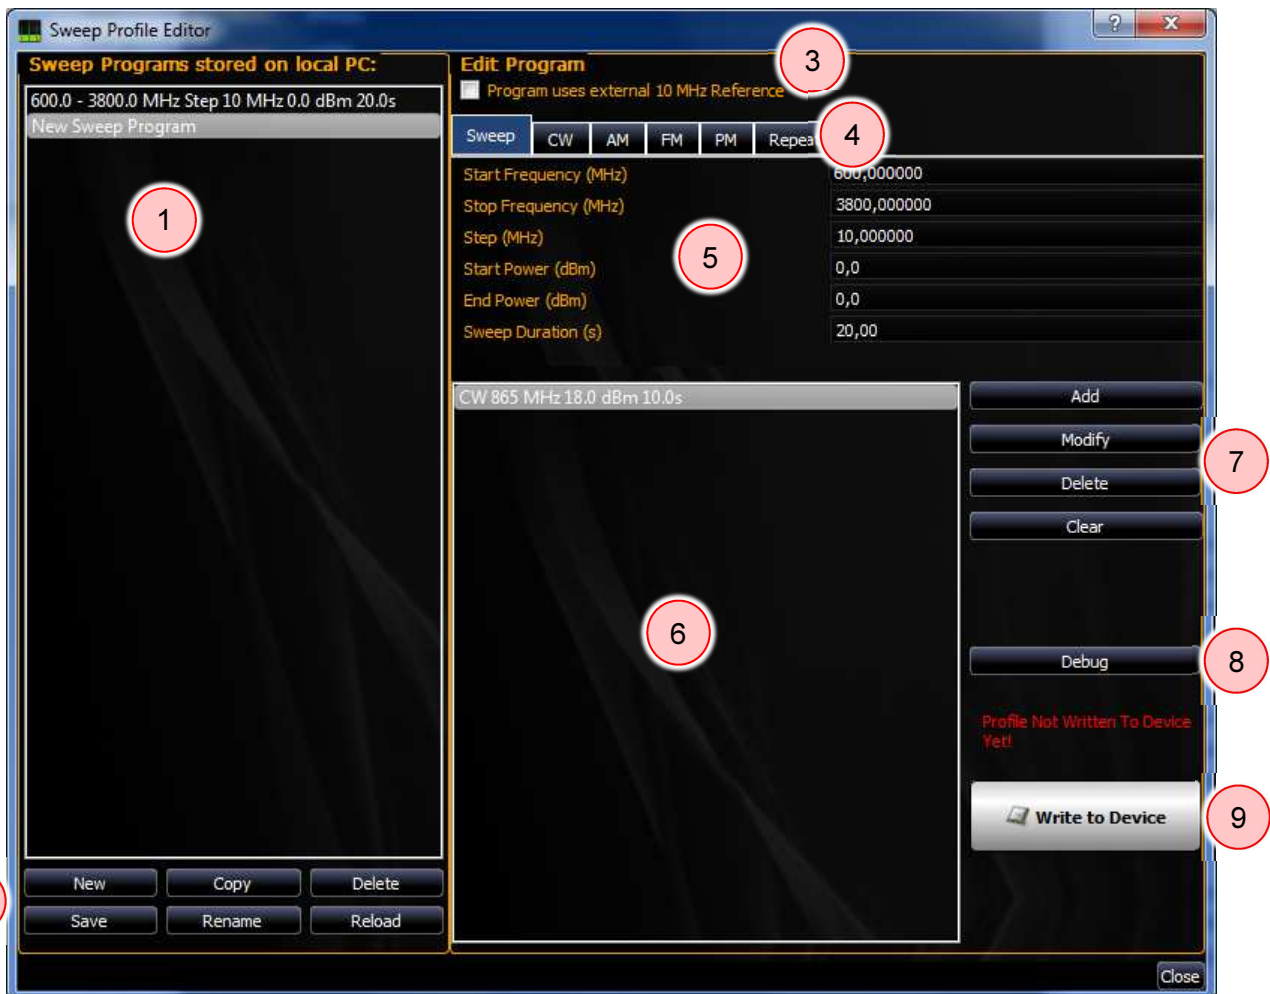 Sweep Profile Editor
?
X
Sweep Programs stored on local PC:
600.0 - 3800.0 MHz Step 10 MHz 0.0 dBm 20.0s
New Sweep Program
1
New Copy Delete
Save Rename Reload
Edit Program
3
Program uses external 10 MHz Reference
Sweep CW AM FM PM Repea
4
Start Frequency (MHz) 600,000000
Stop Frequency (MHz) 3800,000000
Step (MHz) 10,000000
5
Start Power (dBm) 0,0
End Power (dBm) 0,0
Sweep Duration (s) 20,00
CW 865 MHz 18.0 dBm 10.0s
6
Add
Modify
7
Delete
Clear
Debug
8
Profile Not Written To Device
Yet!
Write to Device
9
Close